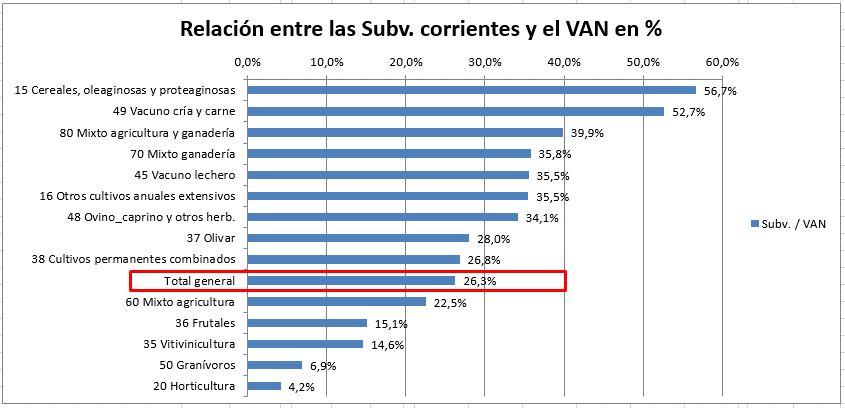 Relación entre las Subv. corrientes y el VAN en %
0,0% 10,0% 20,0% 30,0% 40,0% 50,0% 60,0%
15 Cereales, oleaginosas y proteaginosas 56,7%
49 Vacuno cría y carne 52,7%
80 Mixto agricultura y ganadería 39,9%
70 Mixto ganadería 35,8%
45 Vacuno lechero 35,5%
16 Otros cultivos anuales extensivos 35,5%
48 Ovino_caprino y otros herb. 34,1%
Subv. / VAN
37 Olivar 28,0%
38 Cultivos permanentes combinados 26,8%
Total general 26,3%
60 Mixto agricultura 22,5%
36 Frutales 15,1%
35 Vitivinicultura 14,6%
50 Granívoros 6,9%
20 Horticultura 4,2%